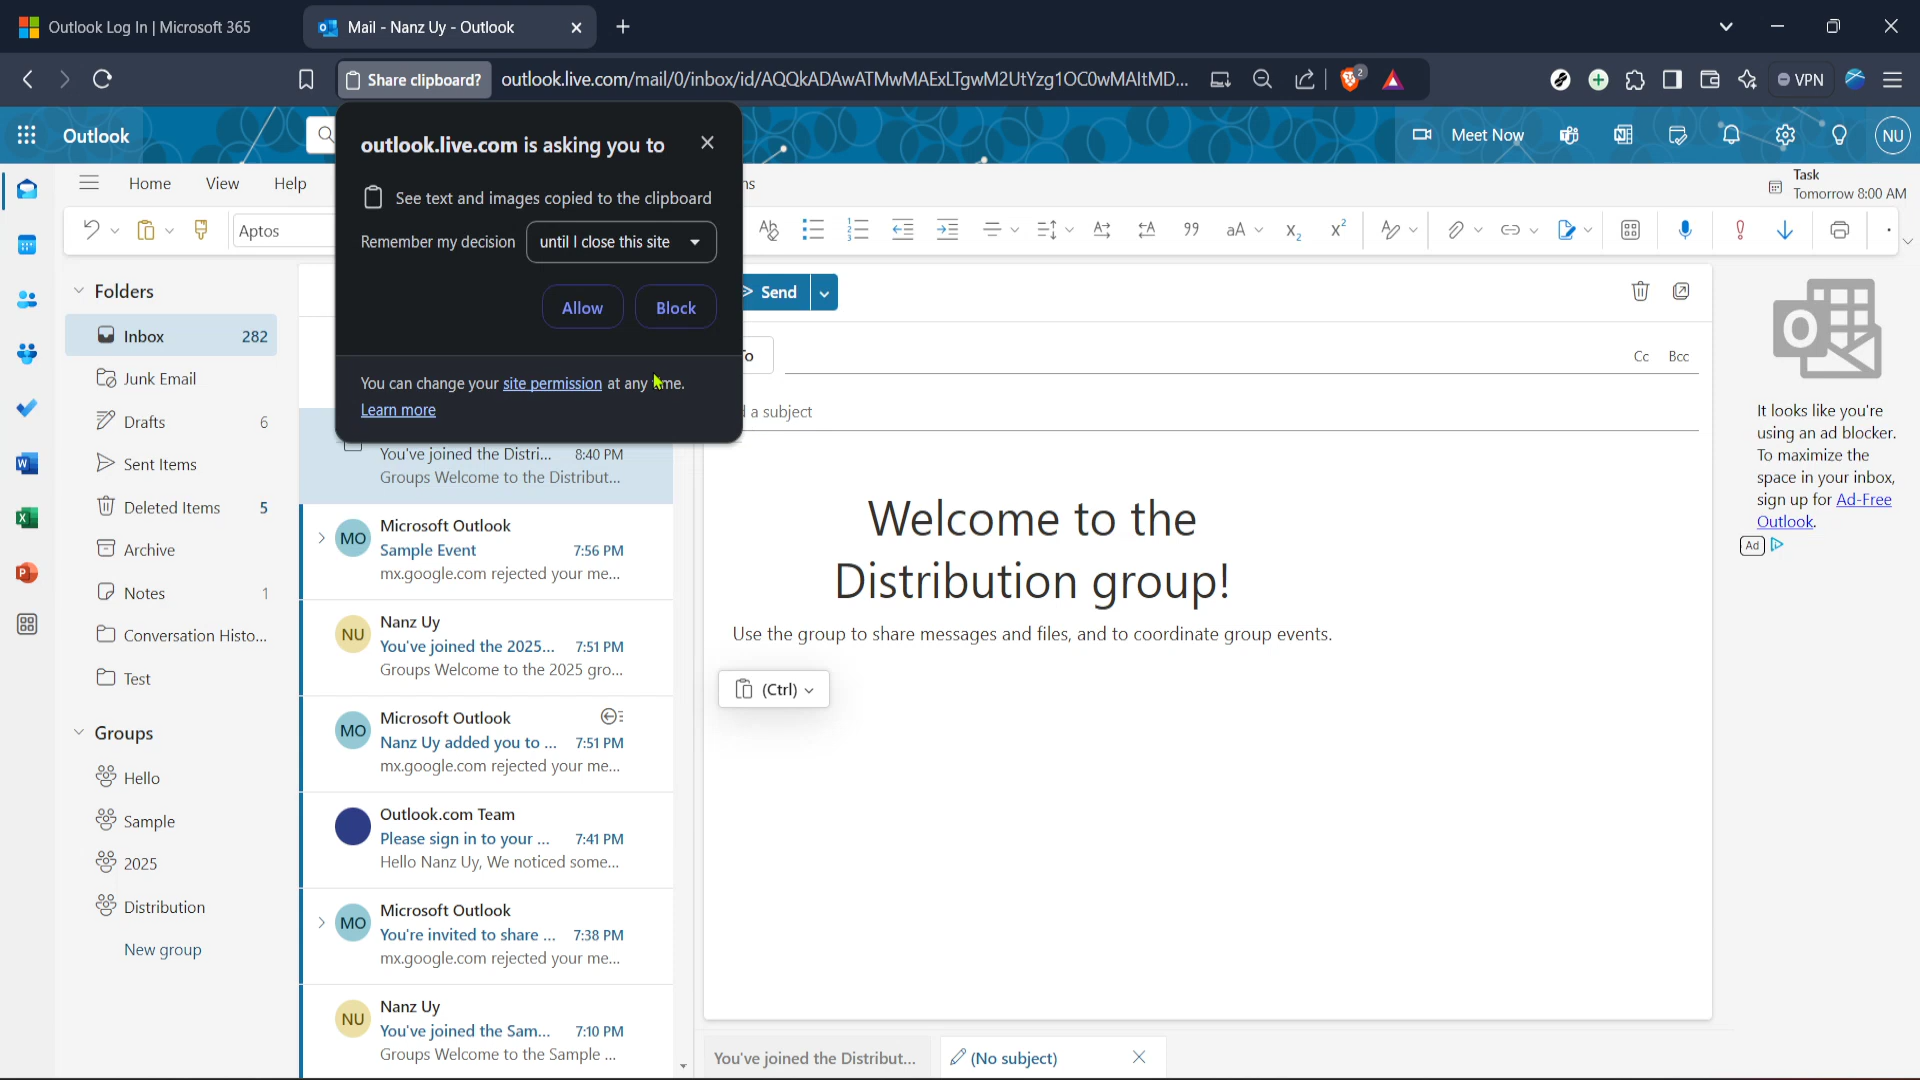 Outlook Log In | Microsoft 365
Mail - Nanz Uy - Outlook
Share clipboard?
outlook.live.com/mail/0/inbox/id/AQQkADAwATMwMAExLTgwM2UtYzg1OC0wMAItMD...
2
VPN
Outlook
Meet Now
NU
outlook.live.com is asking you to
See text and images copied to the clipboard
Remember my decision
until I close this site
Allow
Block
You can change your site permission at any time.
Learn more
Home
View
Help
Task
Tomorrow 8:00 AM
Aptos
Folders
Inbox 282
Junk Email
Drafts 6
Sent Items
Deleted Items 5
Archive
Notes 1
Conversation Histo...
Test
Groups
Hello
Sample
2025
Distribution
New group
You've joined the Distri... 8:40 PM
Groups Welcome to the Distribut...
MO
Microsoft Outlook
Sample Event 7:56 PM
mx.google.com rejected your me...
NU
Nanz Uy
You've joined the 2025... 7:51 PM
Groups Welcome to the 2025 gro...
MO
Microsoft Outlook
Nanz Uy added you to ... 7:51 PM
mx.google.com rejected your me...
Outlook.com Team
Please sign in to your ... 7:41 PM
Hello Nanz Uy, We noticed some...
MO
Microsoft Outlook
You're invited to share ... 7:38 PM
mx.google.com rejected your me...
NU
Nanz Uy
You've joined the Sam... 7:10 PM
Groups Welcome to the Sample ...
Send
Cc
Bcc
a subject
Welcome to the
Distribution group!
Use the group to share messages and files, and to coordinate group events.
(Ctrl)
You've joined the Distribut...
(No subject)
It looks like you're
using an ad blocker.
To maximize the
space in your inbox,
sign up for Ad-Free
Outlook.
Ad